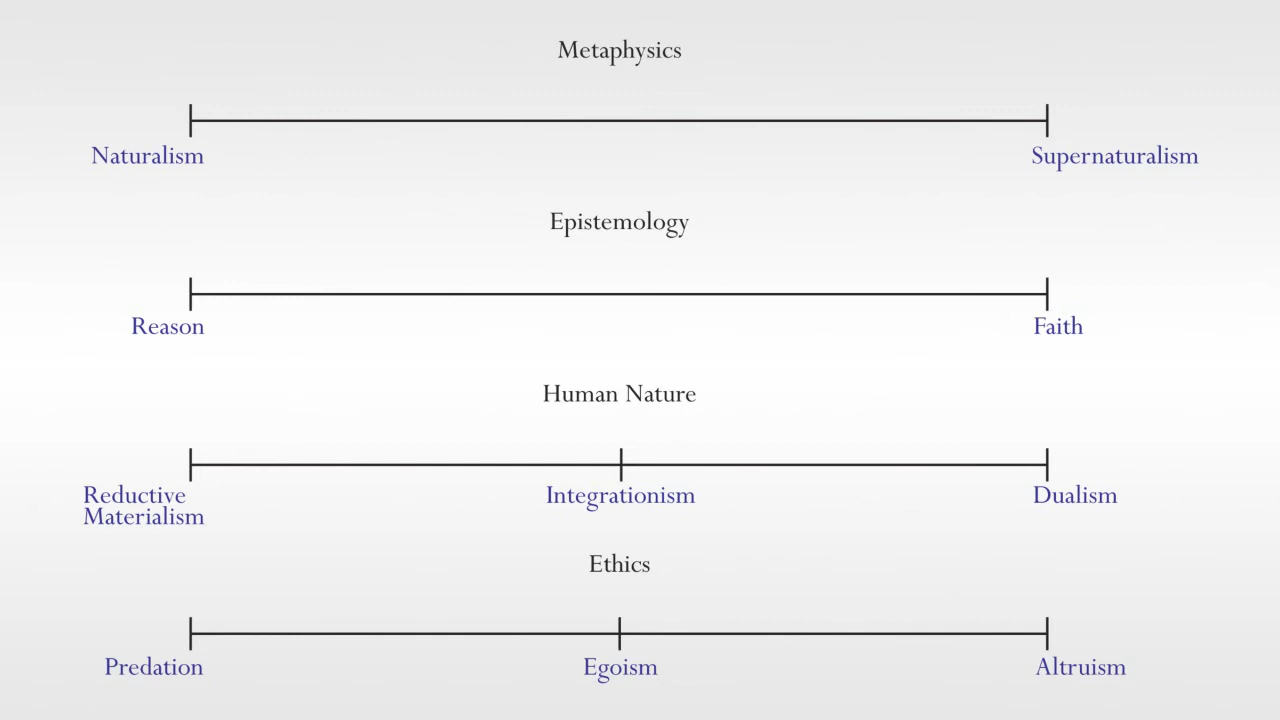 Metaphysics
Naturalism
Supernaturalism
Epistemology
Reason
Faith
Human Nature
Reductive
Materialism
Integrationism
Dualism
Ethics
Predation
Egoism
Altruism